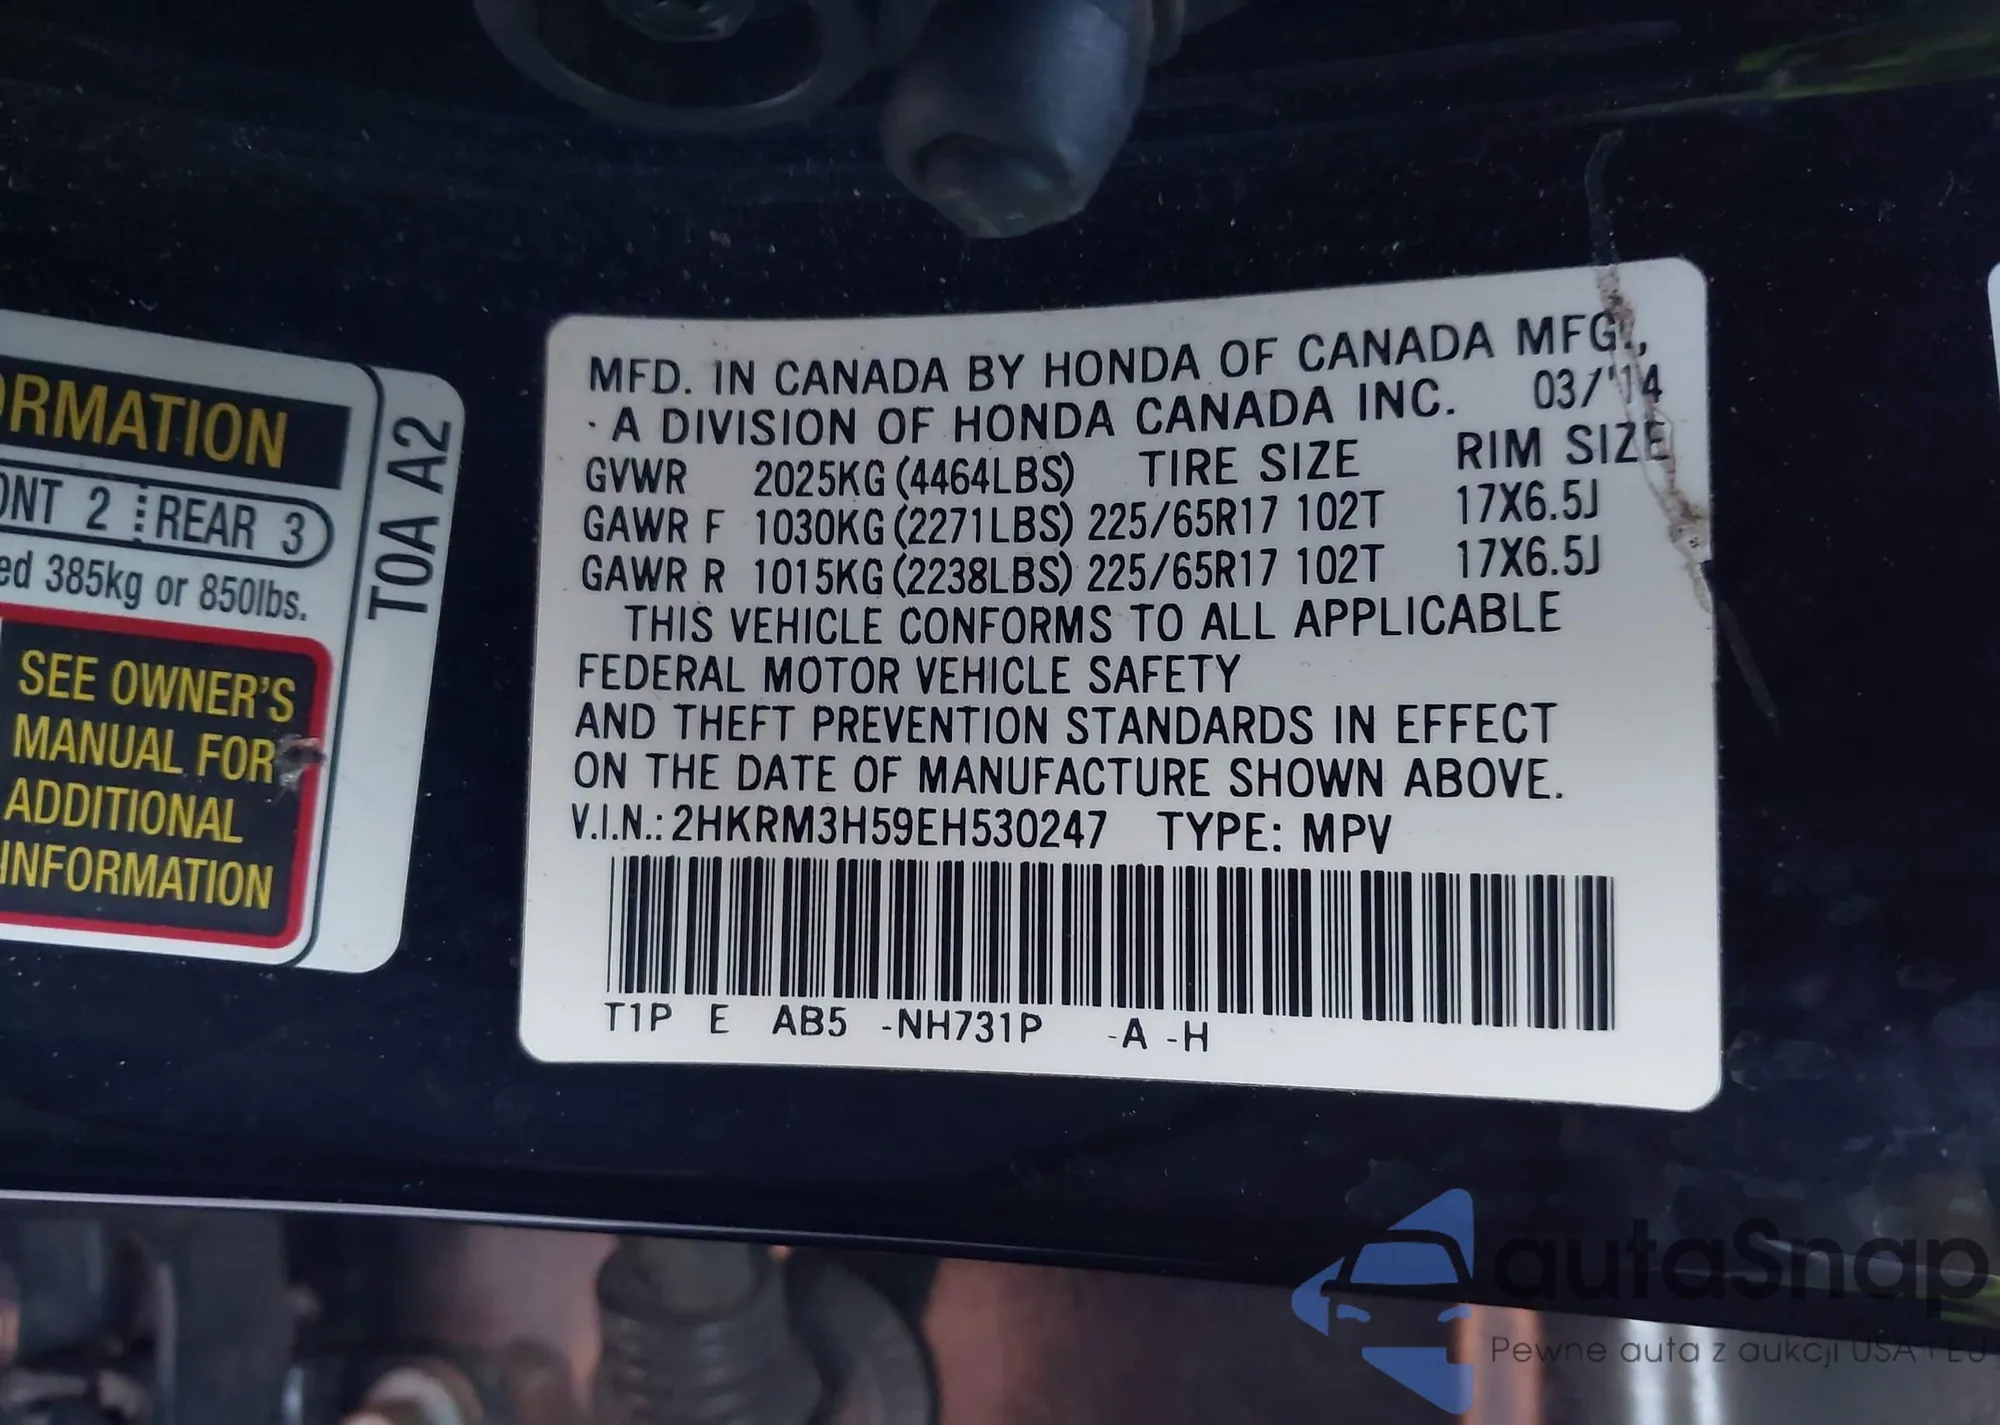 ORMATION
ONT 2 REAR 3
ed 385kg or 850lbs.
SEE OWNER'S
MANUAL FOR
ADDITIONAL
INFORMATION
T0A A2
MFD. IN CANADA BY HONDA OF CANADA MFG.,
A DIVISION OF HONDA CANADA INC. 03/'14
GVWR 2025KG (4464LBS) TIRE SIZE RIM SIZE
GAWR F 1030KG (2271LBS) 225/65R17 102T 17X6.5J
GAWR R 1015KG (2238LBS) 225/65R17 102T 17X6.5J
THIS VEHICLE CONFORMS TO ALL APPLICABLE
FEDERAL MOTOR VEHICLE SAFETY
AND THEFT PREVENTION STANDARDS IN EFFECT
ON THE DATE OF MANUFACTURE SHOWN ABOVE.
V.I.N.: 2HKRM3H59EH530247 TYPE: MPV
T1P E AB5 -NH731P -A -H
autaSnap
Pewne auta z aukcji USA i EU